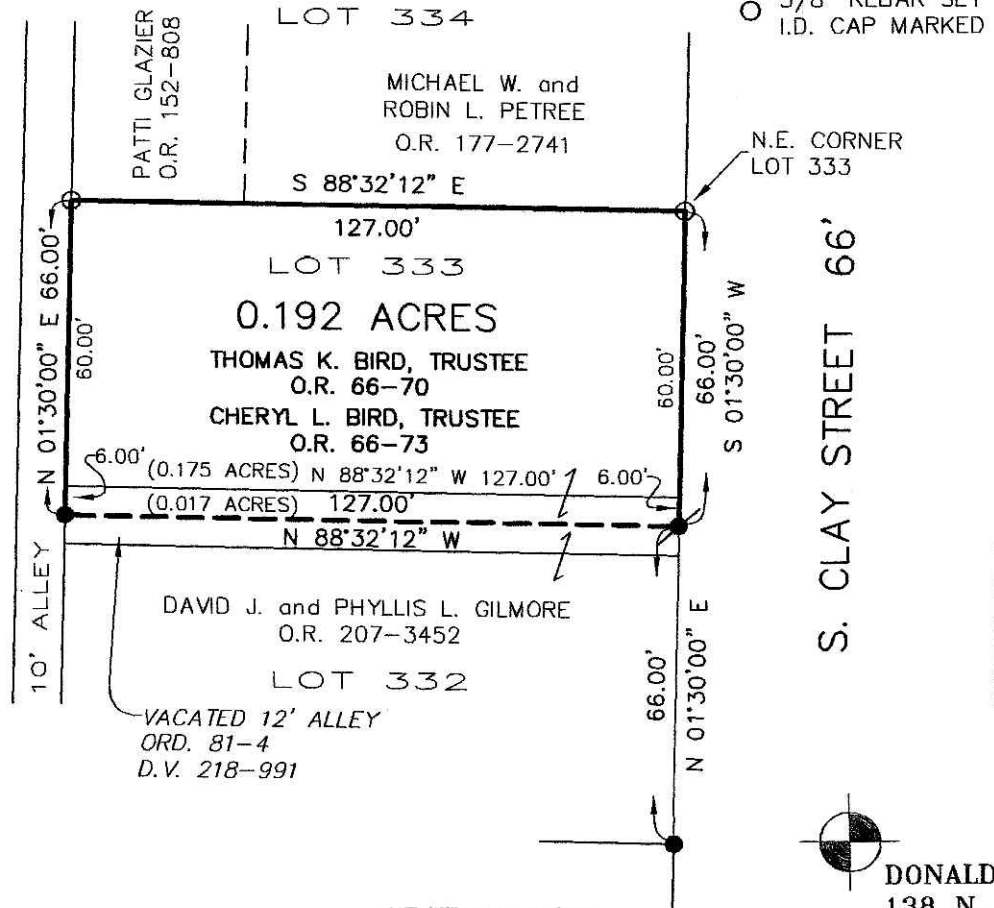 LOT 334
5/8" REBAR SET
I.D. CAP MARKED
PATTI GLAZIER
O.R. 152-808
MICHAEL W. and
ROBIN L. PETREE
O.R. 177-2741
N.E. CORNER
LOT 333
S 88°32'12" E
127.00'
LOT 333
0.192 ACRES
THOMAS K. BIRD, TRUSTEE
O.R. 66-70
CHERYL L. BIRD, TRUSTEE
O.R. 66-73
N 01°30'00" E 66.00'
60.00'
60.00'
66.00'
S 01°30'00" W
S. CLAY STREET 66'
6.00'
(0.175 ACRES) N 88°32'12" W 127.00'
6.00'
(0.017 ACRES) 127.00'
N 88°32'12" W
10' ALLEY
DAVID J. and PHYLLIS L. GILMORE
O.R. 207-3452
LOT 332
VACATED 12' ALLEY
ORD. 81-4
D.V. 218-991
66.00'
N 01°30'00" E
DONALD
138 N.